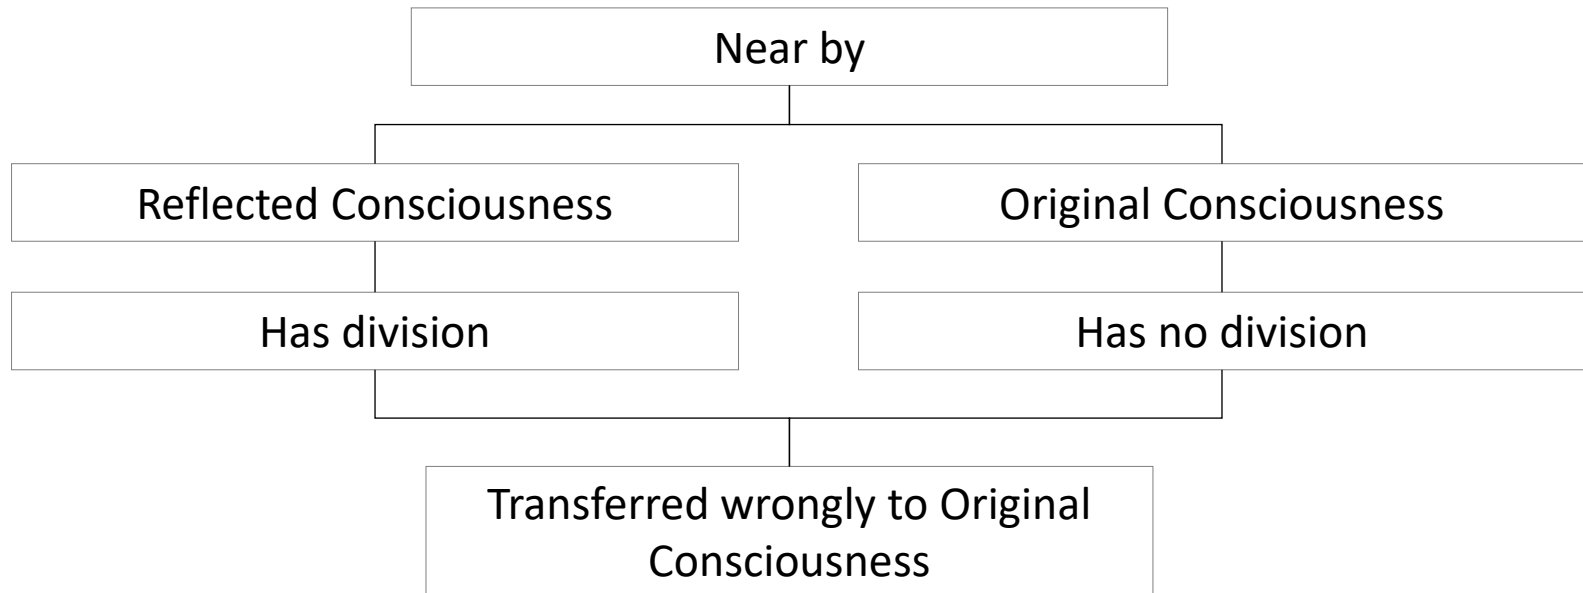 Near by
Reflected Consciousness
Original Consciousness
Has division
Has no division
Transferred wrongly to Original
Consciousness